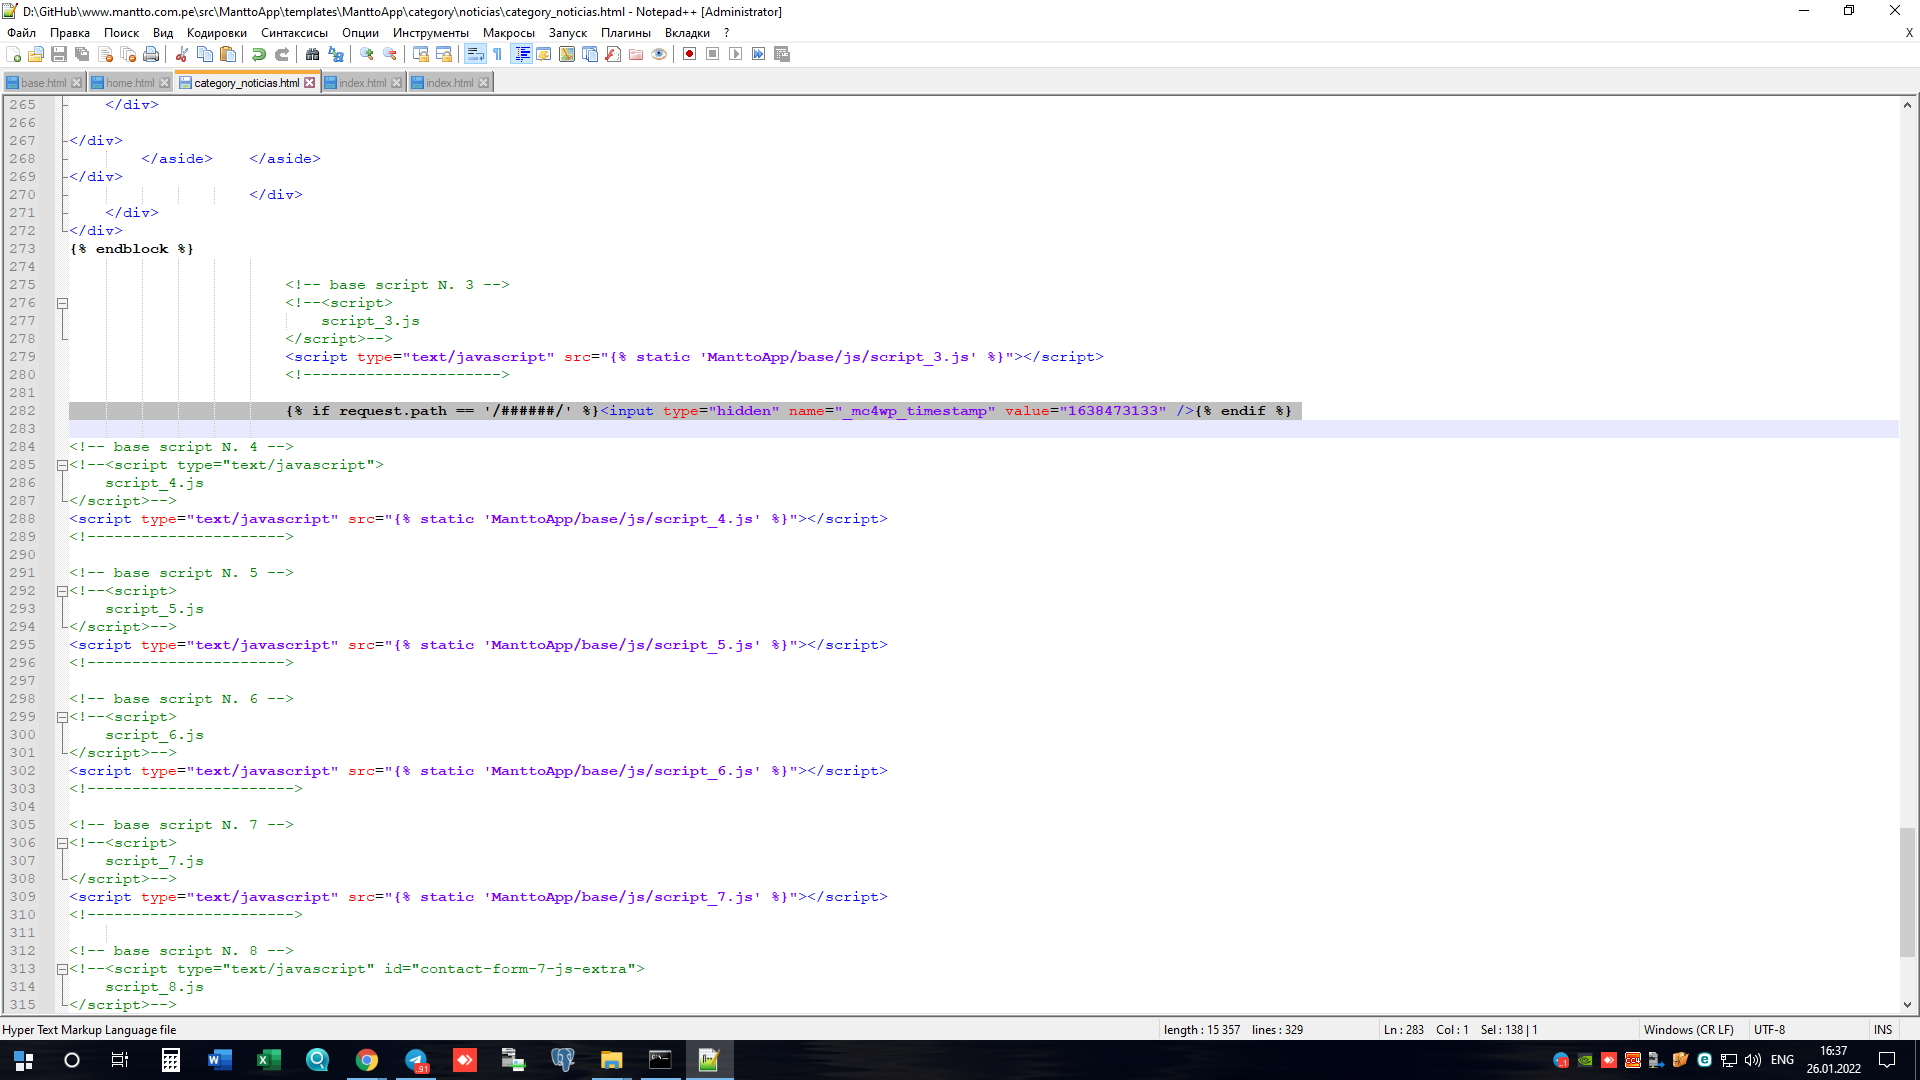 D:\GitHub\www.mantto.com.pe\src\ManttoApp\templates\ManttoApp\category\noticias\category_noticias.html - Notepad++ [Administrator]
Файл Правка Поиск Вид Кодировки Синтаксисы Опции Инструменты Макросы Запуск Плагины Вкладки ? X
base.html home.html category_noticias.html index.html index.html
265 </div>
266
267 </div>
268 </aside> </aside>
269 </div>
270 </div>
271 </div>
272 </div>
273 {% endblock %}
274
275 <!-- base script N. 3 -->
276 <!--<script>
277 script_3.js
278 </script>-->
279 <script type="text/javascript" src="{% static 'ManttoApp/base/js/script_3.js' %}"></script>
280 <!---------------------->
281
282 {% if request.path == '/######/' %}<input type="hidden" name="_mc4wp_timestamp" value="1638473133" />{% endif %}
283
284 <!-- base script N. 4 -->
285 <!--<script type="text/javascript">
286 script_4.js
287 </script>-->
288 <script type="text/javascript" src="{% static 'ManttoApp/base/js/script_4.js' %}"></script>
289 <!---------------------->
290
291 <!-- base script N. 5 -->
292 <!--<script>
293 script_5.js
294 </script>-->
295 <script type="text/javascript" src="{% static 'ManttoApp/base/js/script_5.js' %}"></script>
296 <!---------------------->
297
298 <!-- base script N. 6 -->
299 <!--<script>
300 script_6.js
301 </script>-->
302 <script type="text/javascript" src="{% static 'ManttoApp/base/js/script_6.js' %}"></script>
303 <!----------------------->
304
305 <!-- base script N. 7 -->
306 <!--<script>
307 script_7.js
308 </script>-->
309 <script type="text/javascript" src="{% static 'ManttoApp/base/js/script_7.js' %}"></script>
310 <!----------------------->
311
312 <!-- base script N. 8 -->
313 <!--<script type="text/javascript" id="contact-form-7-js-extra">
314 script_8.js
315 </script>-->
Hyper Text Markup Language file length : 15 357 lines : 329 Ln : 283 Col : 1 Sel : 138 | 1 Windows (CR LF) UTF-8 INS
91
ENG
16:37
26.01.2022